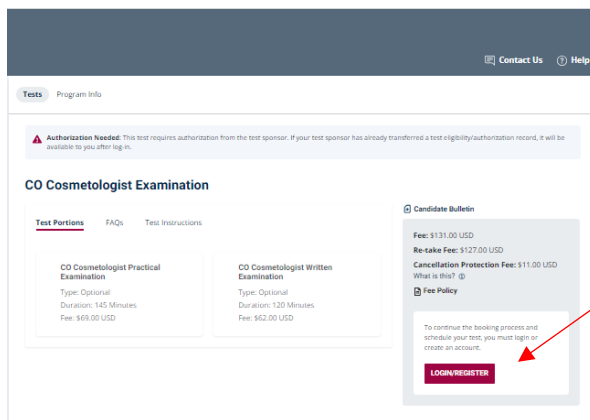 Contact Us
Help
Tests
Program Info
Authorization Needed: This test requires authorization from the test sponsor. If your test sponsor has already transferred a test eligibility/authorization record, it will be
available to you after log-in.
CO Cosmetologist Examination
Test Portions
FAQs
Test Instructions
CO Cosmetologist Practical
Examination
Type: Optional
Duration: 145 Minutes
Fee: $69.00 USD
CO Cosmetologist Written
Examination
Type: Optional
Duration: 120 Minutes
Fee: $62.00 USD
Candidate Bulletin
Fee: $131.00 USD
Re-take Fee: $127.00 USD
Cancellation Protection Fee: $11.00 USD
What is this?
Fee Policy
To continue the booking process and
schedule your test, you must login or
create an account.
LOGIN/REGISTER